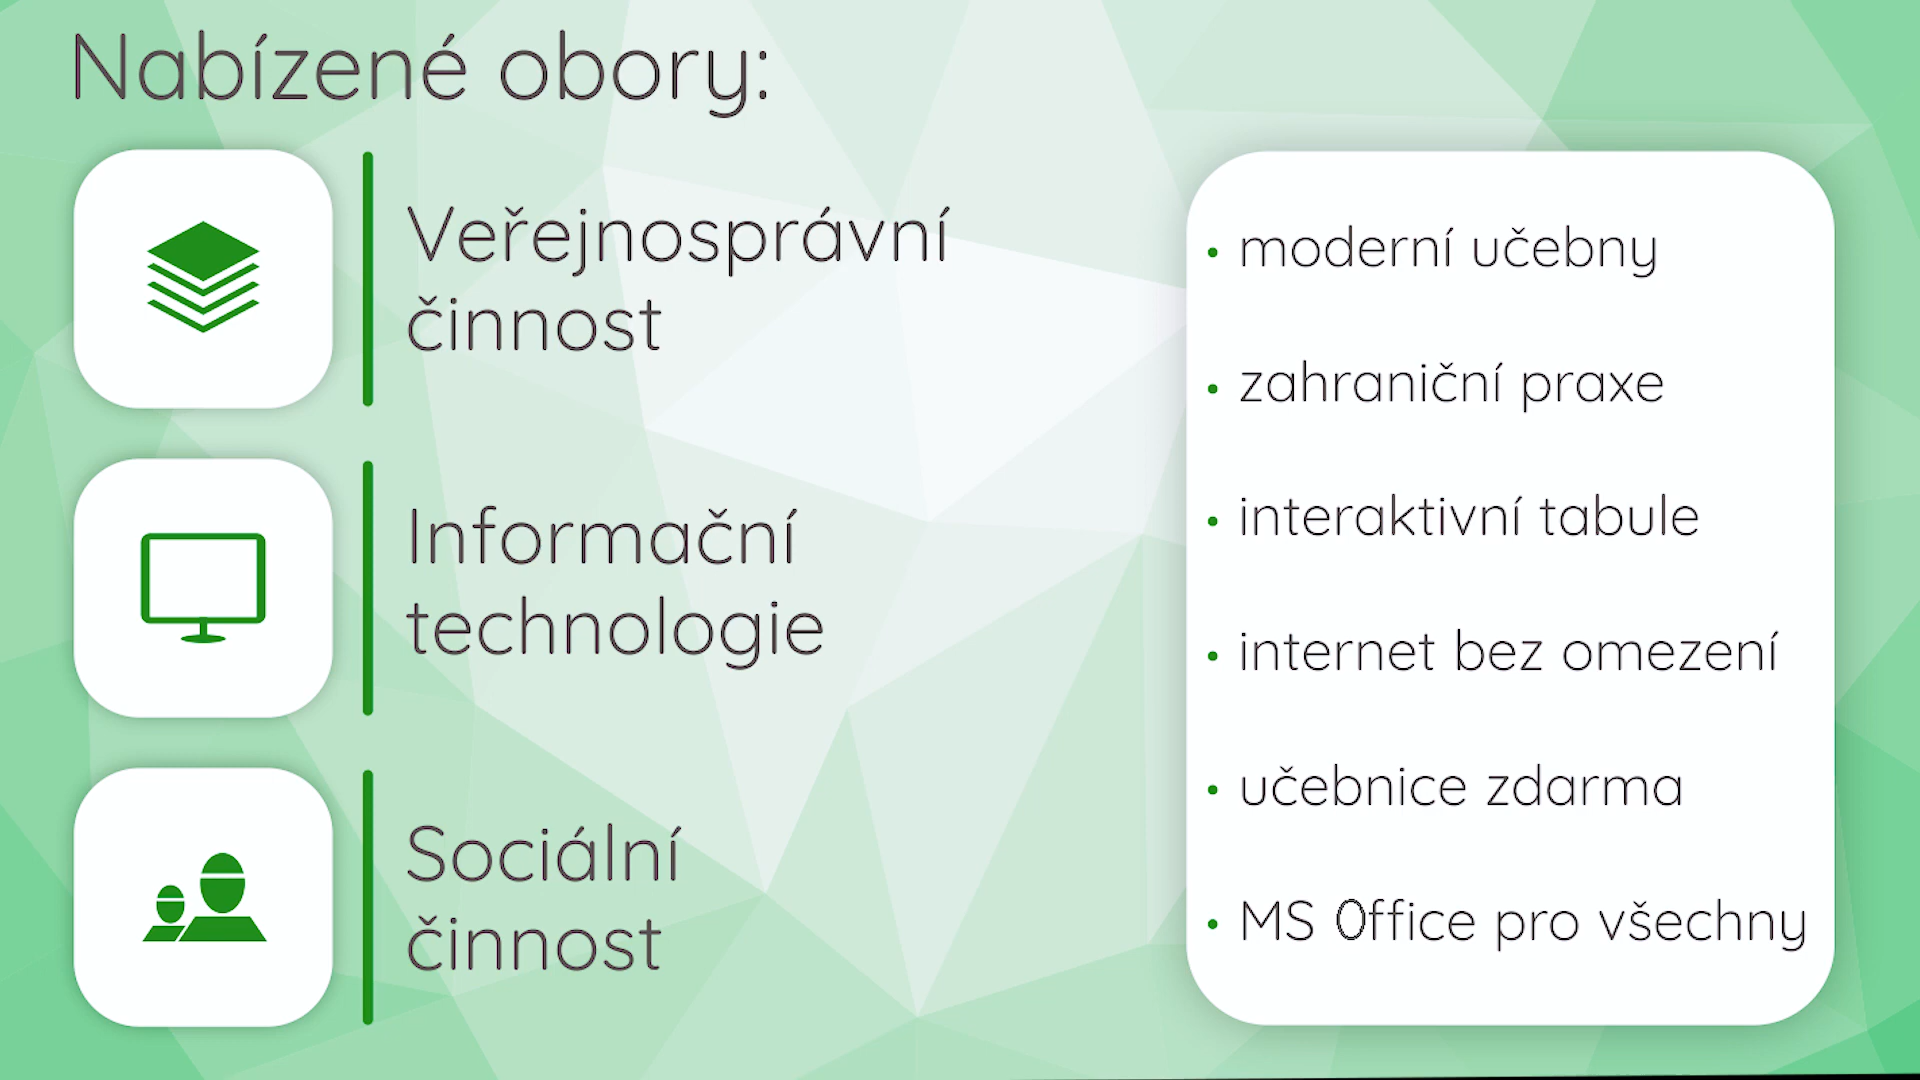 Nabízené obory:
Veřejnosprávní
činnost
Informační
technologie
Sociální
činnost
• moderní učebny
• zahraniční praxe
• interaktivní tabule
• internet bez omezení
• učebnice zdarma
• MS Office pro všechny